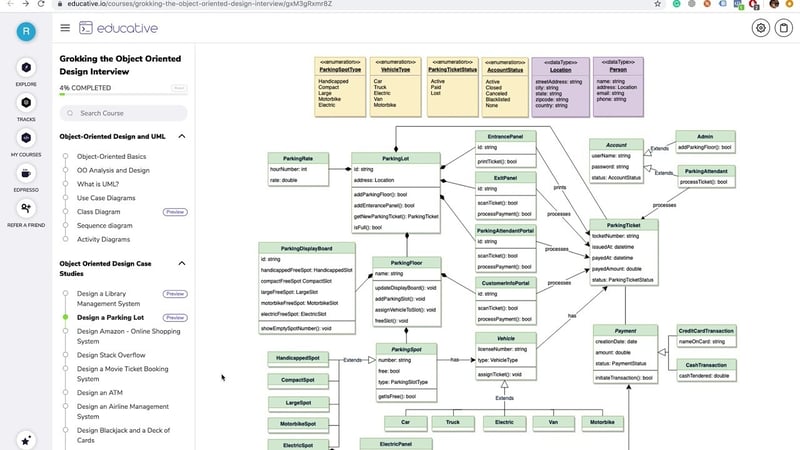 educative.io/courses/grokking-the-object-oriented-design-interview/gxM3gRxmr8Z
R
educative
EXPLORE
TRACKS
MY COURSES
EDPRESSO
REFER A FRIEND
Grokking the Object Oriented
Design Interview
4% COMPLETED
Search Course
Object-Oriented Design and UML
Object-Oriented Basics
OO Analysis and Design
What is UML?
Use Case Diagrams
Class Diagram
Preview
Sequence diagram
Activity Diagrams
Object Oriented Design Case
Studies
Design a Library
Management System
Preview
Design a Parking Lot
Preview
Design Amazon - Online Shopping
System
Design Stack Overflow
Design a Movie Ticket Booking
System
Design an ATM
Design an Airline Management
System
Design Blackjack and a Deck of
Cards
<<enumeration>>
ParkingSpotType
Handicapped
Compact
Large
Motorbike
Electric
<<enumeration>>
VehicleType
Car
Truck
Electric
Van
Motorbike
<<enumeration>>
ParkingTicketStatus
Active
Paid
Lost
<<enumeration>>
AccountStatus
Active
Closed
Canceled
Blacklisted
None
<<dataType>>
Location
streetAddress: string
city: string
state: string
zipcode: string
country: string
<<dataType>>
Person
name: string
address: Location
email: string
phone: string
ParkingRate
hourNumber: int
rate: double
ParkingLot
id: string
address: Location
addParkingFloor(): bool
addEntrancePanel(): bool
getNewParkingTicket(): ParkingTicket
isFull(): bool
EntrancePanel
id: string
printTicket(): bool
prints
ExitPanel
id: string
scanTicket(): bool
processPayment(): bool
processes
ParkingAttendantPortal
id: string
scanTicket(): bool
processPayment(): bool
processes
CustomerInfoPortal
id: string
scanTicket(): bool
processPayment(): bool
processes
Account
userName: string
password: string
status: AccountStatus
Extends
Extends
Admin
addParkingFloor(): bool
ParkingAttendant
processTicket(): bool
processes
ParkingTicket
ticketNumber: string
issuedAt: datetime
payedAt: datetime
payedAmount: double
status: ParkingTicketStatus
ParkingDisplayBoard
id: string
handicappedFreeSpot: HandicappedSlot
compactFreeSpot: CompactSlot
largeFreeSpot: LargeSlot
motorbikeFreeSpot: MotorbikeSlot
electricFreeSpot: ElectricSlot
showEmptySpotNumber(): void
ParkingFloor
name: string
updateDisplayBoard(): void
addParkingSlot(): void
assignVehicleToSlot(): void
freeSlot(): void
ParkingSpot
number: string
free: bool
type: ParkingSlotType
getIsFree(): bool
Extends
has
Vehicle
licenseNumber: string
type: VehicleType
assignTicket(): void
has
Extends
Payment
creationDate: date
amount: double
status: PaymentStatus
initiateTransaction(): bool
CreditCardTransaction
nameOnCard: string
CashTransaction
cashTendered: double
HandicappedSpot
CompactSpot
LargeSpot
MotorbikeSpot
ElectricSpot
Car
Truck
Electric
Van
Motorbike
ElectricPanel